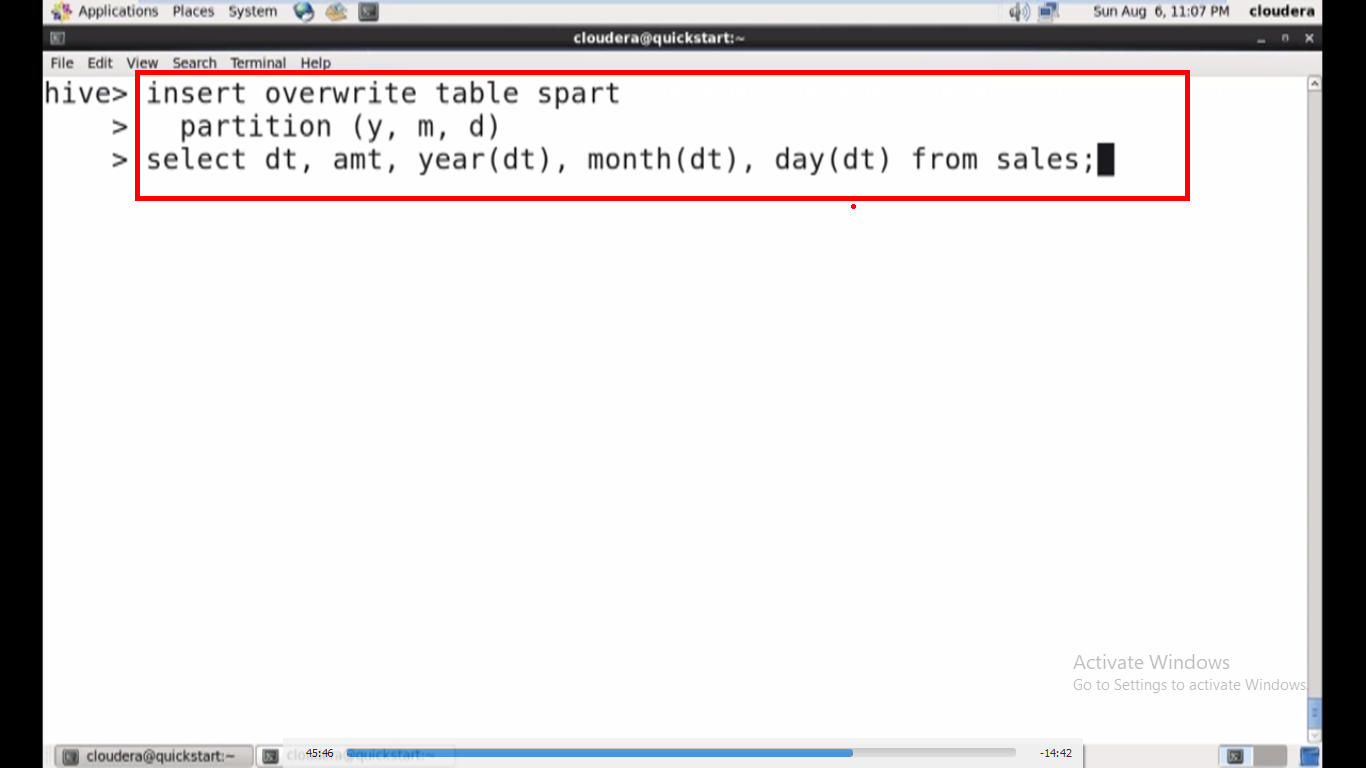 Applications Places System Sun Aug 6, 11:07 PM cloudera
cloudera@quickstart:~
File Edit View Search Terminal Help
hive> insert overwrite table spart
> partition (y, m, d)
> select dt, amt, year(dt), month(dt), day(dt) from sales;
Activate Windows
Go to Settings to activate Windows.
cloudera@quickstart:~ cloudera@quickstart:~
45:46 -14:42